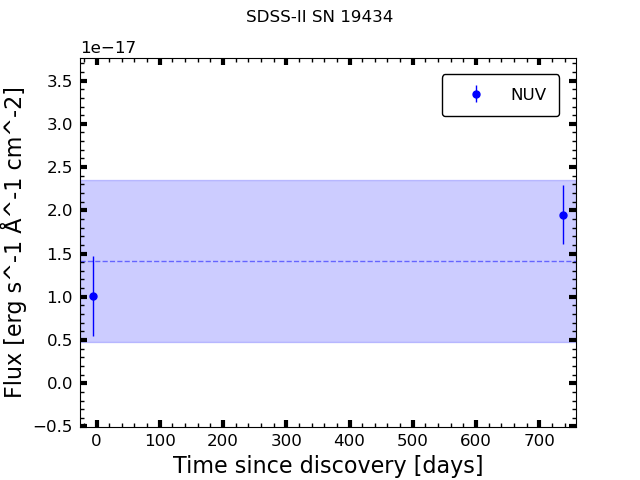 SDSS-II SN 19434
1e−17
NUV
3.5
3.0
2.5
2.0
1.5
1.0
0.5
0.0
−0.5
Flux [erg s^-1 Å^-1 cm^-2]
0 100 200 300 400 500 600 700
Time since discovery [days]